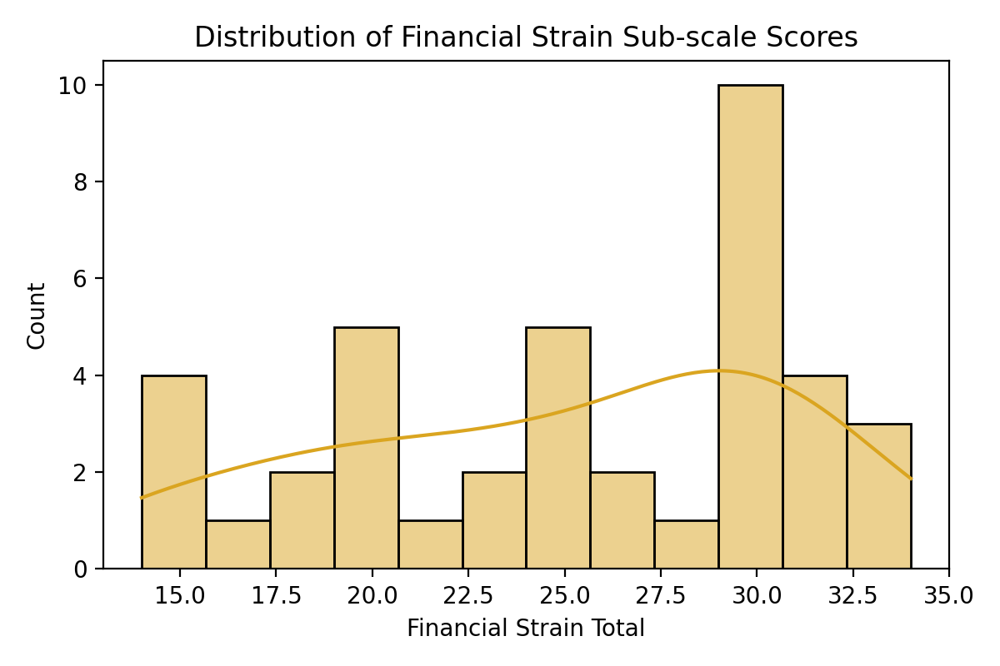 Distribution of Financial Strain Sub-scale Scores
10
8
6
4
2
0
Count
15.0 17.5 20.0 22.5 25.0 27.5 30.0 32.5 35.0
Financial Strain Total